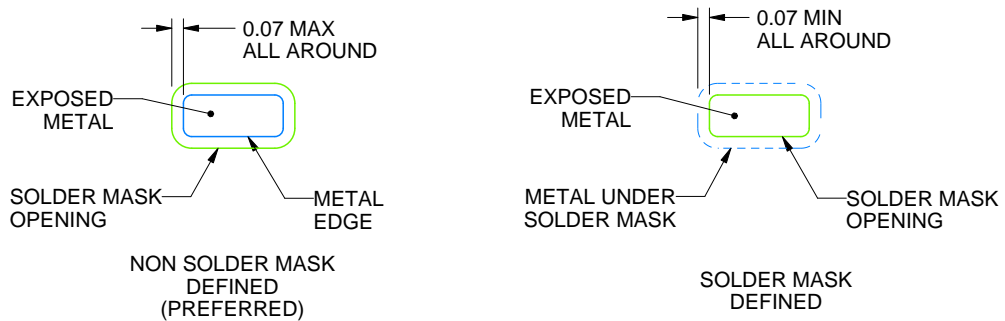 0.07 MAX
ALL AROUND
EXPOSED
METAL
SOLDER MASK
OPENING
METAL
EDGE
NON SOLDER MASK
DEFINED
(PREFERRED)
0.07 MIN
ALL AROUND
EXPOSED
METAL
METAL UNDER
SOLDER MASK
SOLDER MASK
OPENING
SOLDER MASK
DEFINED